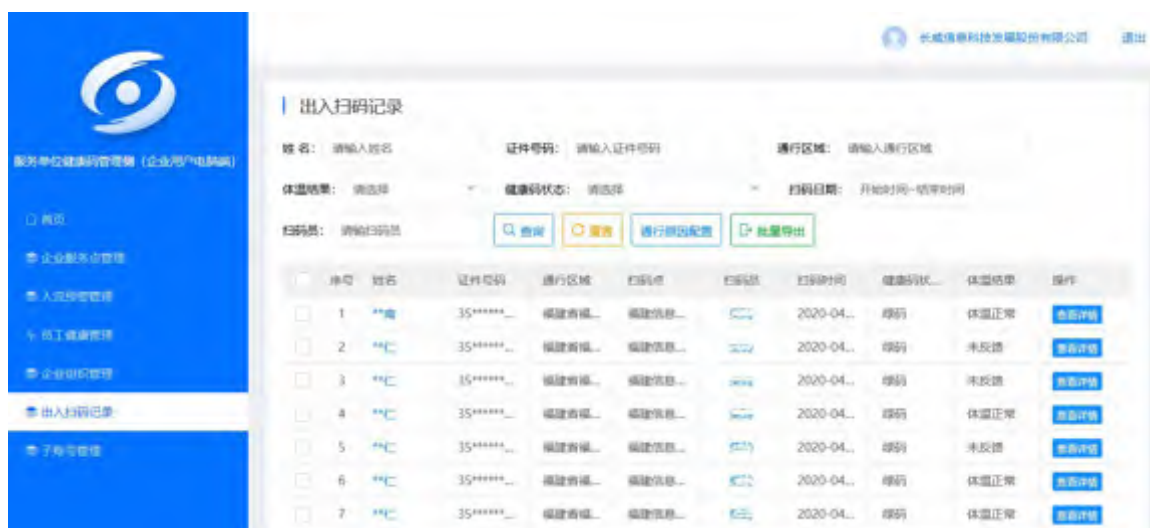 长威信息科技发展股份有限公司 退出
服务单位健康码管理侧（企业用户电脑端）
首页
企业服务点管理
员工健康管理
企业组织管理
出入扫码记录
子账号管理
出入扫码记录
姓名： 请输入姓名 证件号码： 请输入证件号码 通行区域： 请输入通行区域
体温结果： 请选择 健康码状态： 请选择 扫码日期： 开始时间~结束时间
扫码员： 请输扫码员 查询 重置 通行原因配置 批量导出
序号 姓名 证件号码 通行区域 扫码点 扫码员 扫码时间 健康码状... 体温结果 操作
1 **南 35******... 福建省福... 福建信息... 2020-04... 绿码 体温正常 查看详情
2 **仁 35******... 福建省福... 福建信息... 2020-04... 绿码 未反馈 查看详情
3 **仁 35******... 福建省福... 福建信息... 2020-04... 绿码 未反馈 查看详情
4 **仁 35******... 福建省福... 福建信息... 2020-04... 绿码 体温正常 查看详情
5 **仁 35******... 福建省福... 福建信息... 2020-04... 绿码 未反馈 查看详情
6 **仁 35******... 福建省福... 福建信息... 2020-04... 绿码 体温正常 查看详情
7 **仁 35******... 福建省福... 福建信息... 2020-04... 绿码 体温正常 查看详情